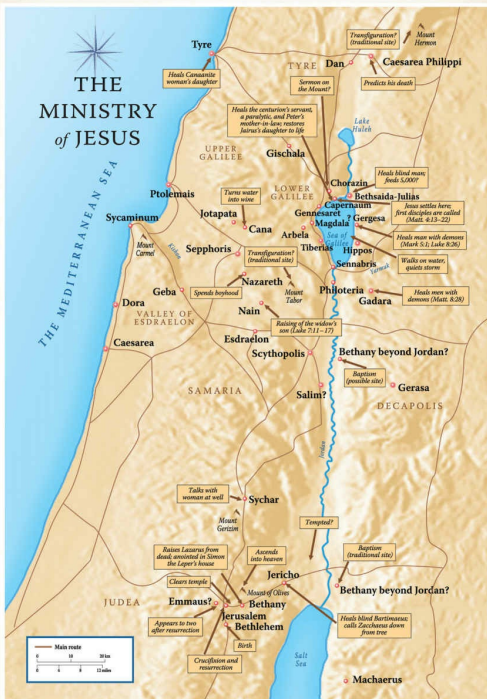 THE
MINISTRY
of JESUS
THE MEDITERRANEAN SEA
Tyre
Heals Canaanite
woman's daughter
TYRE
Transfiguration?
(traditional site)
Mount
Hermon
Dan
Caesarea Philippi
Predicts his death
Sermon on
the Mount?
Heals the centurion's servant,
a paralytic, and Peter's
mother-in-law; restores
Jairus's daughter to life
Lake
Huleh
UPPER
GALILEE
Gischala
Chorazin
Heals blind man;
feeds 5,000?
Bethsaida-Julias
Ptolemais
Turns water
into wine
LOWER
GALILEE
Capernaum
Jesus settles here;
first disciples are called
(Matt. 4:13–22)
Gennesaret
? Gergesa
Magdala
Jotapata
Cana
Sycaminum
Arbela
Sea of
Galilee
Heals man with demons
(Mark 5:1; Luke 8:26)
Tiberias
Hippos
Mount
Carmel
Kishon
Sepphoris
Transfiguration?
(traditional site)
Walks on water,
quiets storm
Sennabris
Yarmuk
Nazareth
Spends boyhood
Mount
Tabor
Philoteria
Gadara
Heals men with
demons (Matt. 8:28)
Geba
Dora
VALLEY OF
ESDRAELON
Nain
Raising of the widow's
son (Luke 7:11–17)
Esdraelon
Caesarea
Scythopolis
Bethany beyond Jordan?
Baptism
(possible site)
SAMARIA
Salim?
Gerasa
DECAPOLIS
Jordan
Talks with
woman at well
Sychar
Mount
Gerizim
Tempted?
Raises Lazarus from
dead; anointed in Simon
the Leper's house
Ascends
into heaven
Baptism
(traditional site)
Clears temple
Jericho
Mount of Olives
Bethany beyond Jordan?
JUDEA
Emmaus?
Bethany
Jerusalem
Appears to two
after resurrection
Bethlehem
Birth
Heals blind Bartimaeus;
calls Zacchaeus down
from tree
Crucifixion and
resurrection
Salt
Sea
Machaerus
Main route
0 10 20 km
0 6 12 miles